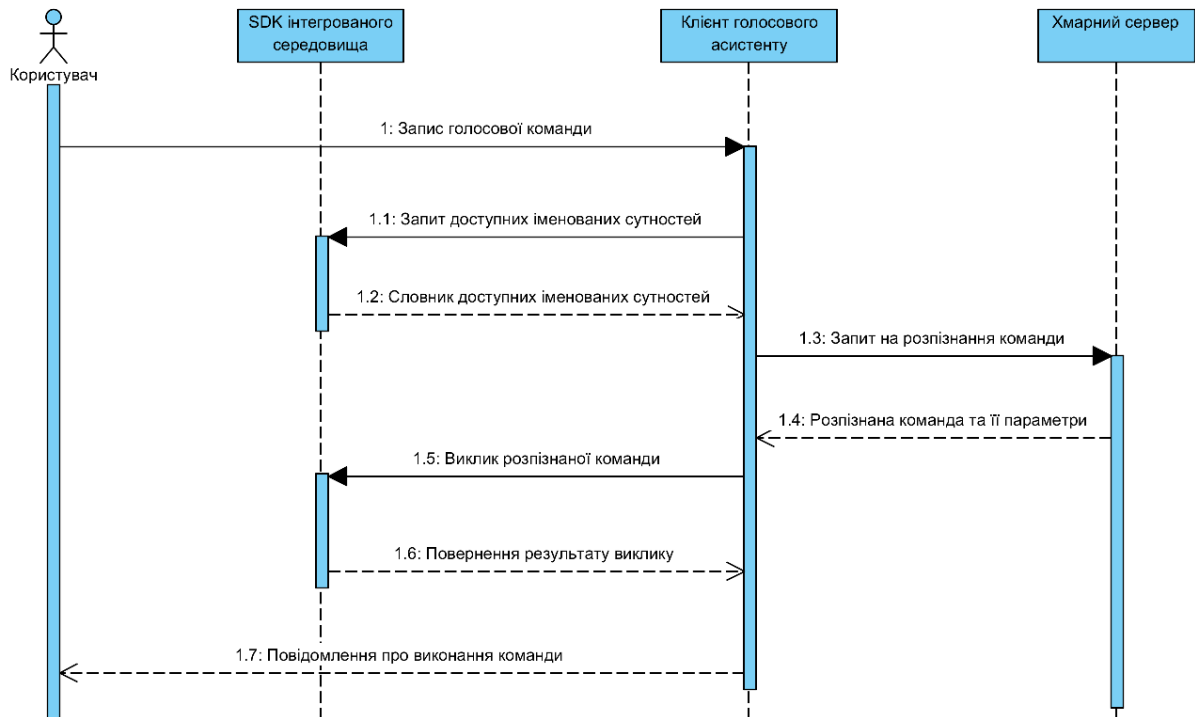 Користувач
SDK інтегрованого
середовища
Клієнт голосового
асистенту
Хмарний сервер
1: Запис голосової команди
1.1: Запит доступних іменованих сутностей
1.2: Словник доступних іменованих сутностей
1.3: Запит на розпізнання команди
1.4: Розпізнана команда та її параметри
1.5: Виклик розпізнаної команди
1.6: Повернення результату виклику
1.7: Повідомлення про виконання команди